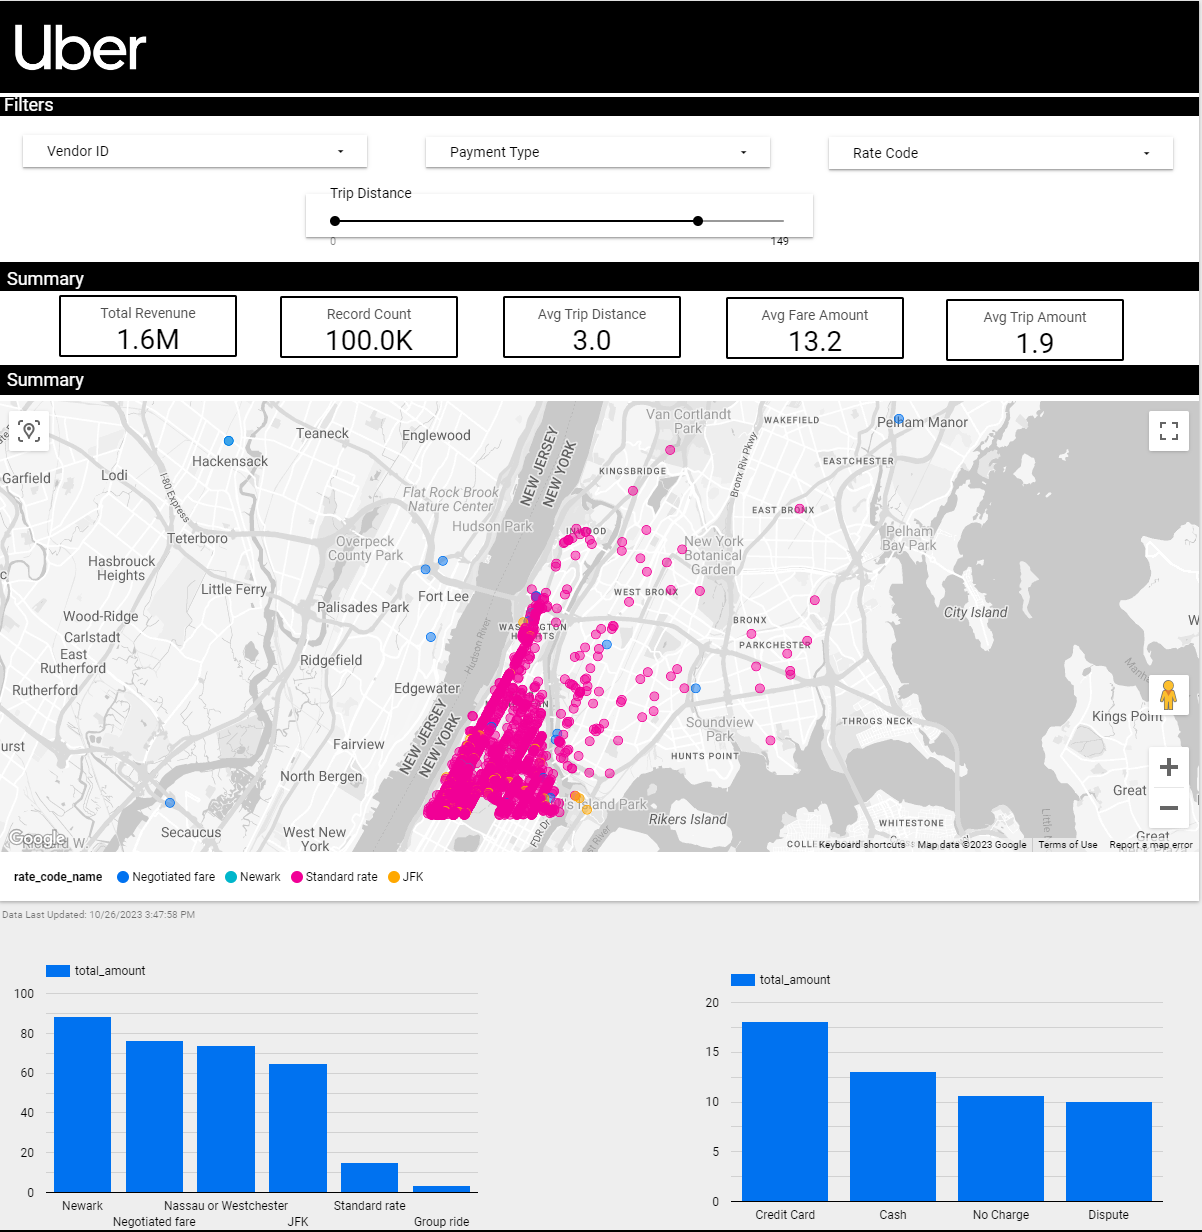 Uber
Filters
Vendor ID
Payment Type
Rate Code
Trip Distance
0
149
Summary
Total Revenune
1.6M
Record Count
100.0K
Avg Trip Distance
3.0
Avg Fare Amount
13.2
Avg Trip Amount
1.9
Summary
Van Cortlandt
Park
WAKEFIELD
Pelham Manor
Teaneck
Englewood
Hackensack
KINGSBRIDGE
EASTCHESTER
Garfield
Lodi
I-80 Express
NEW JERSEY
NEW YORK
Bronx Riv Pkwy
Flat Rock Brook
Nature Center
Hudson Park
EAST BRONX
Teterboro
Overpeck
County Park
New York
Botanical
Garden
Pelham
Bay Park
Hasbrouck
Heights
Little Ferry
Fort Lee
WEST BRONX
Palisades Park
City Island
Wood-Ridge
Carlstadt
East
Rutherford
Hudson River
BRONX
PARKCHESTER
Ridgefield
Rutherford
Edgewater
NEW JERSEY
NEW YORK
Kings Point
Soundview
Park
THROGS NECK
Fairview
HUNTS POINT
North Bergen
Great
's Island Park
Rikers Island
FDR Dr
Secaucus
West New
York
WHITESTONE
Great
Google
Keyboard shortcuts
Map data ©2023 Google
Terms of Use
Report a map error
rate_code_name
Negotiated fare
Newark
Standard rate
JFK
Data Last Updated: 10/26/2023 3:47:58 PM
total_amount
100
80
60
40
20
0
Newark
Negotiated fare
Nassau or Westchester
JFK
Standard rate
Group ride
total_amount
20
15
10
5
0
Credit Card
Cash
No Charge
Dispute